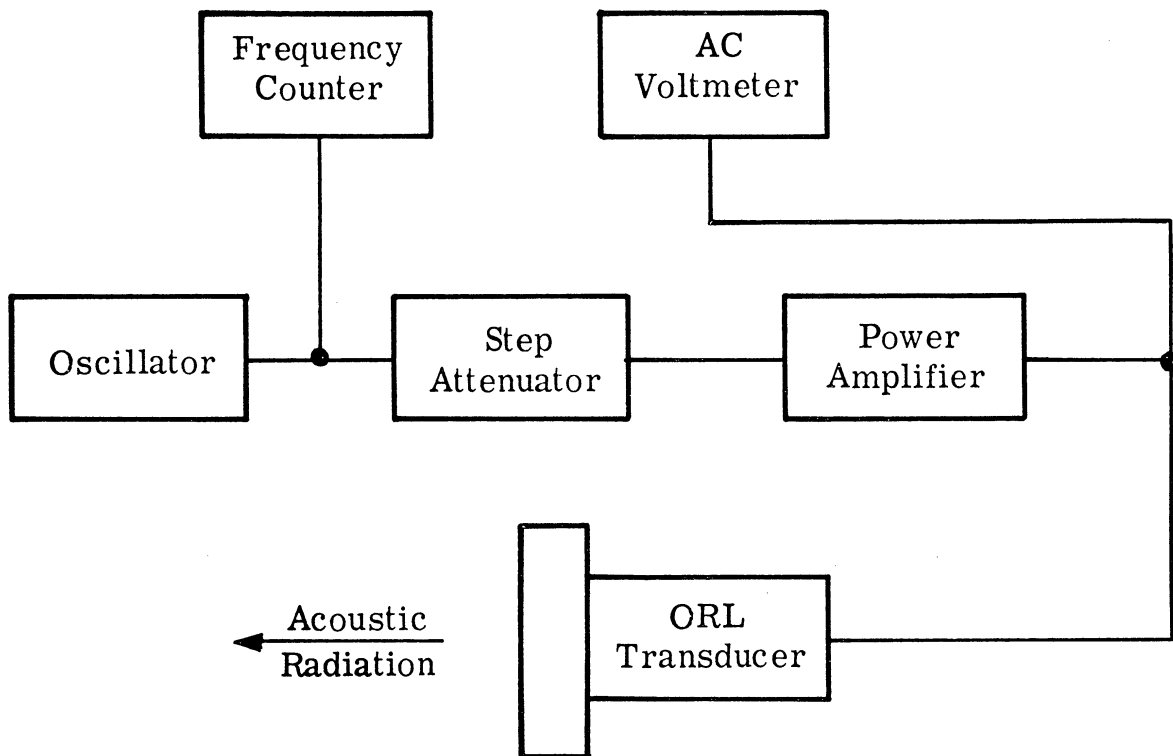 Frequency
Counter
AC
Voltmeter
Oscillator
Step
Attenuator
Power
Amplifier
Acoustic
Radiation
ORL
Transducer